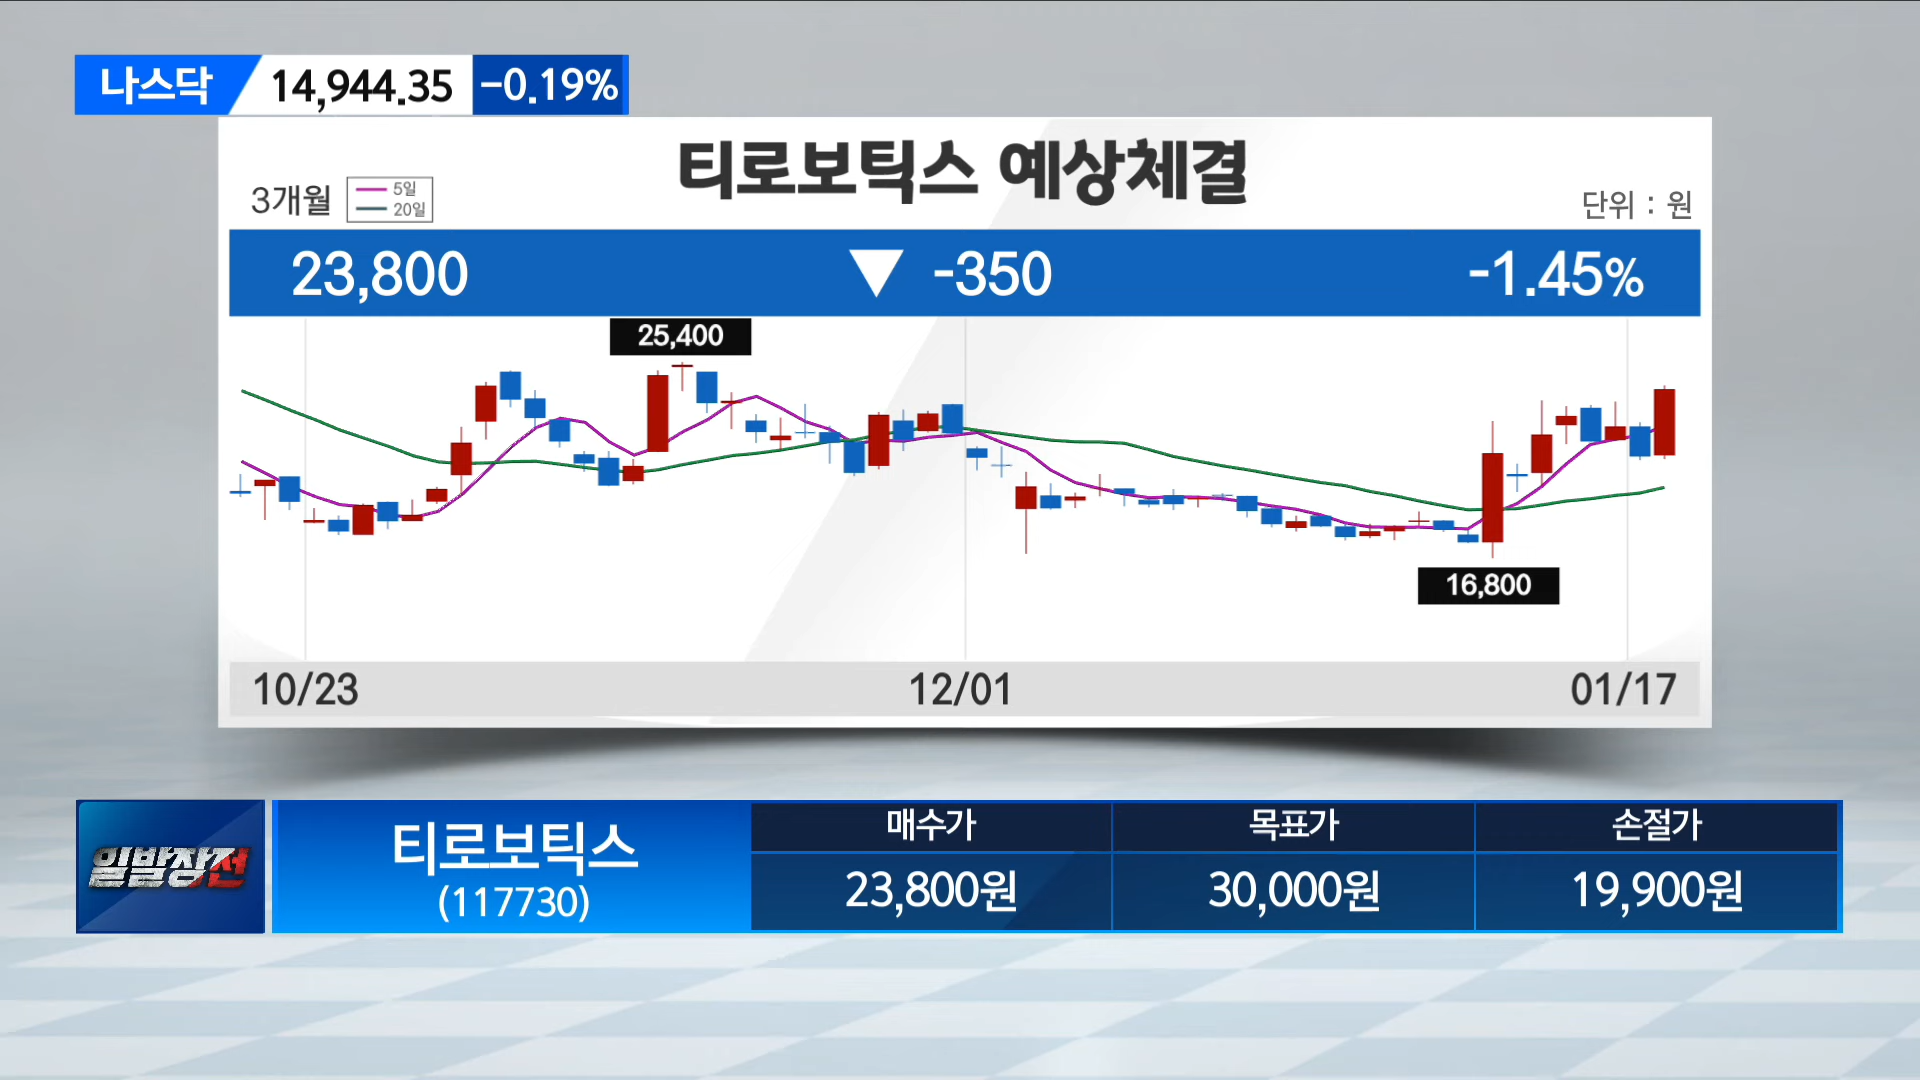 나스닥 14,944.35 -0.19%
티로보틱스 예상체결
3개월 5일
20일
단위 : 원
23,800 ▼ -350 -1.45%
25,400
16,800
10/23 12/01 01/17
일발장전
티로보틱스
(117730)
매수가 목표가 손절가
23,800원 30,000원 19,900원